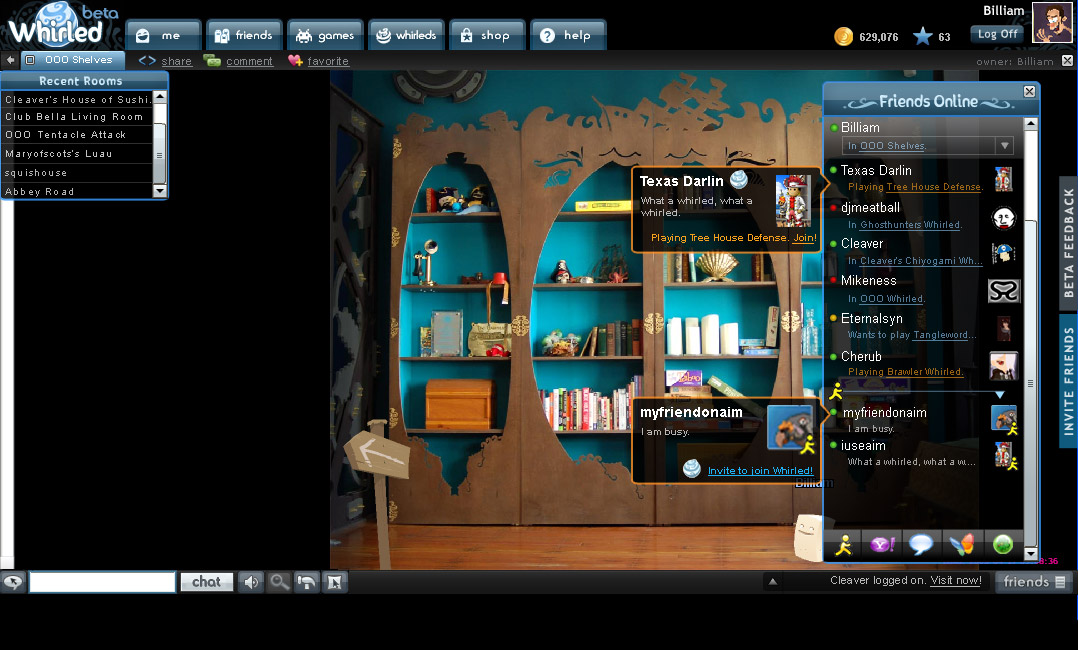 Whirled beta
me
friends
games
whirleds
shop
help
629,076
63
Billiam
Log Off
OOO Shelves
<> share
comment
favorite
owner: Billiam
Recent Rooms
Cleaver's House of Sushi.
Club Bella Living Room
OOO Tentacle Attack
Maryofscots's Luau
squishouse
Abbey Road
Texas Darlin
What a whirled, what a
whirled.
Playing Tree House Defense. Join!
myfriendonaim
I am busy.
Invite to join Whirled!
Billiam
Friends Online
Billiam
In OOO Shelves.
Texas Darlin
Playing Tree House Defense.
djmeatball
In Ghosthunters Whirled.
Cleaver
In Cleaver's Chiyogami Wh...
Mikeness
In OOO Whirled.
Eternalsyn
Wants to play Tangleword...
Cherub
Playing Brawler Whirled.
myfriendonaim
I am busy.
iuseaim
What a whirled, what a w...
Y!
BETA FEEDBACK
INVITE FRIENDS
chat
8:36
Cleaver logged on. Visit now!
friends